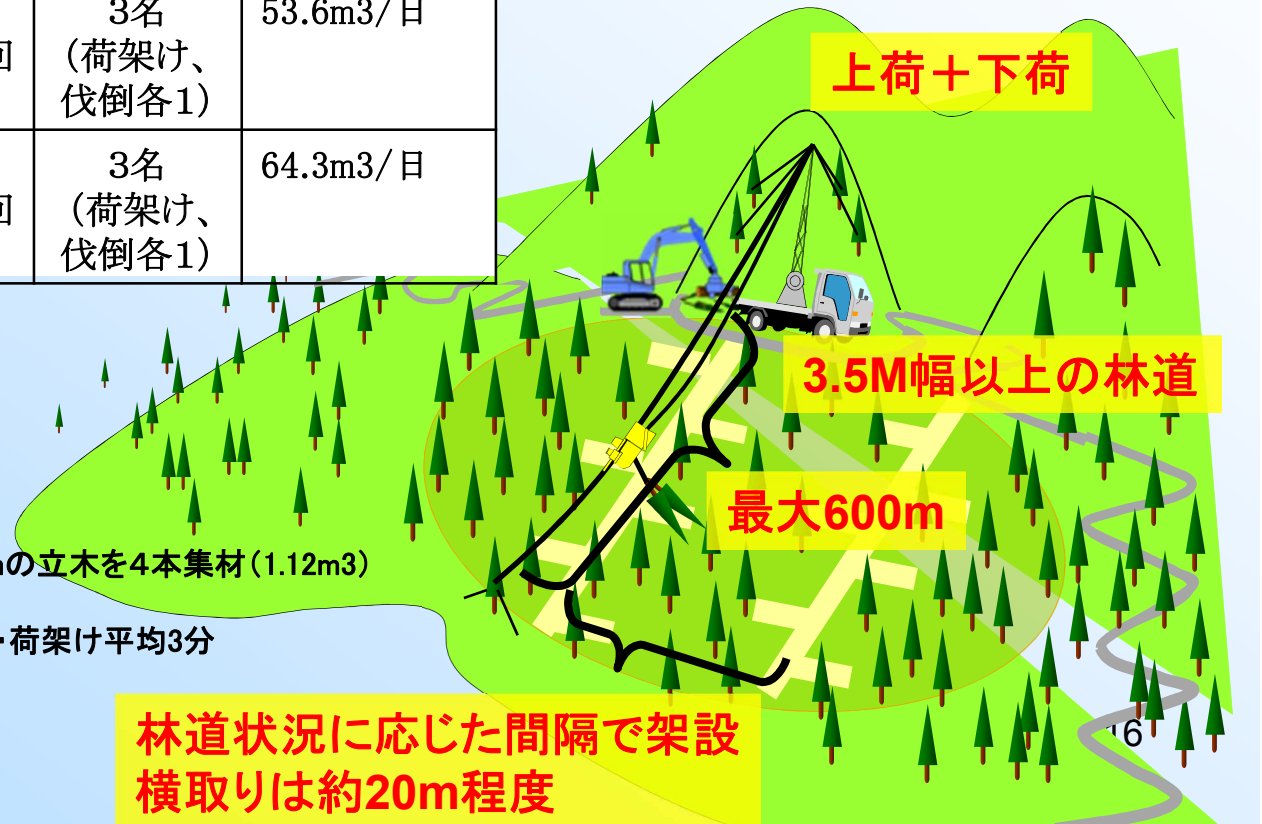 3名
53.6m3/日
回
（荷架け、
伐倒各1）
3名
64.3m3/日
回
（荷架け、
伐倒各1）
上荷＋下荷
3.5M幅以上の林道
最大600m
の立木を4本集材（1.12m3）
・荷架け平均3分
林道状況に応じた間隔で架設
横取りは約20m程度
16